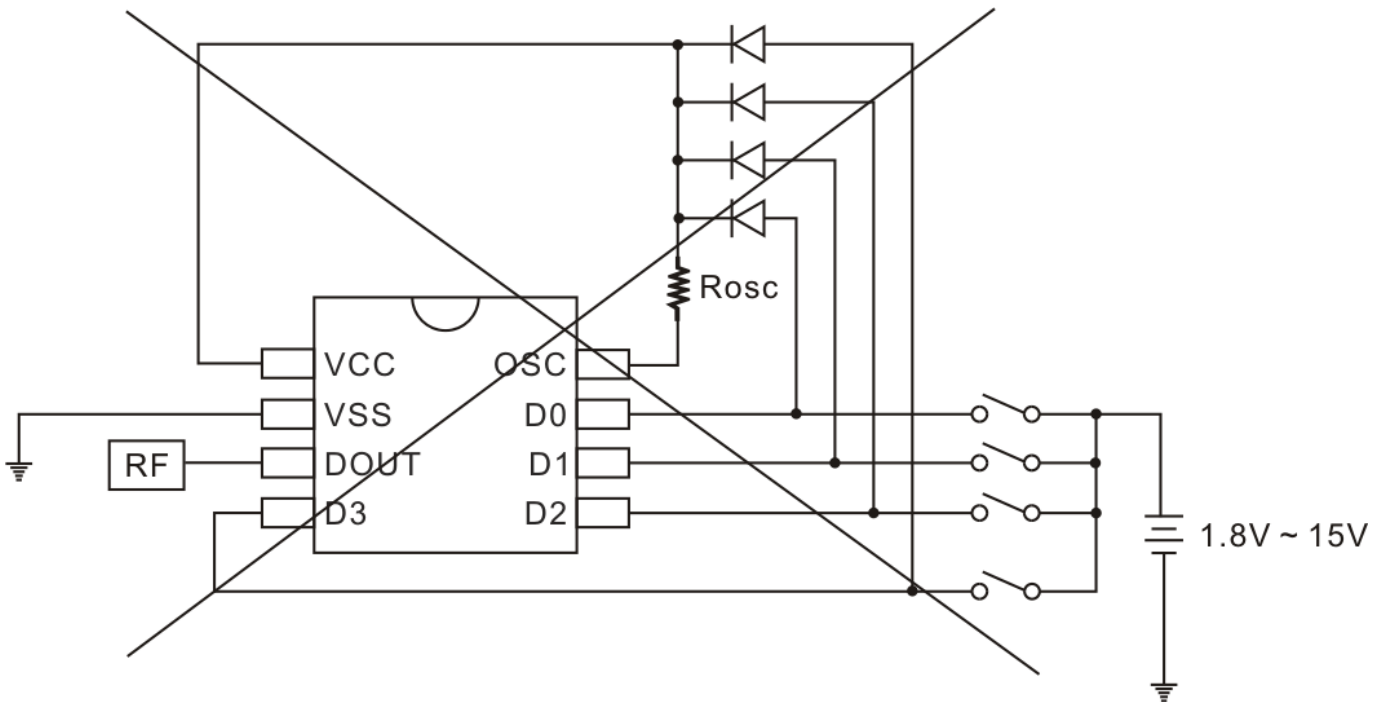 Rosc
VCC OSC
VSS D0
RF DOUT D1
D3 D2
1.8V ~ 15V